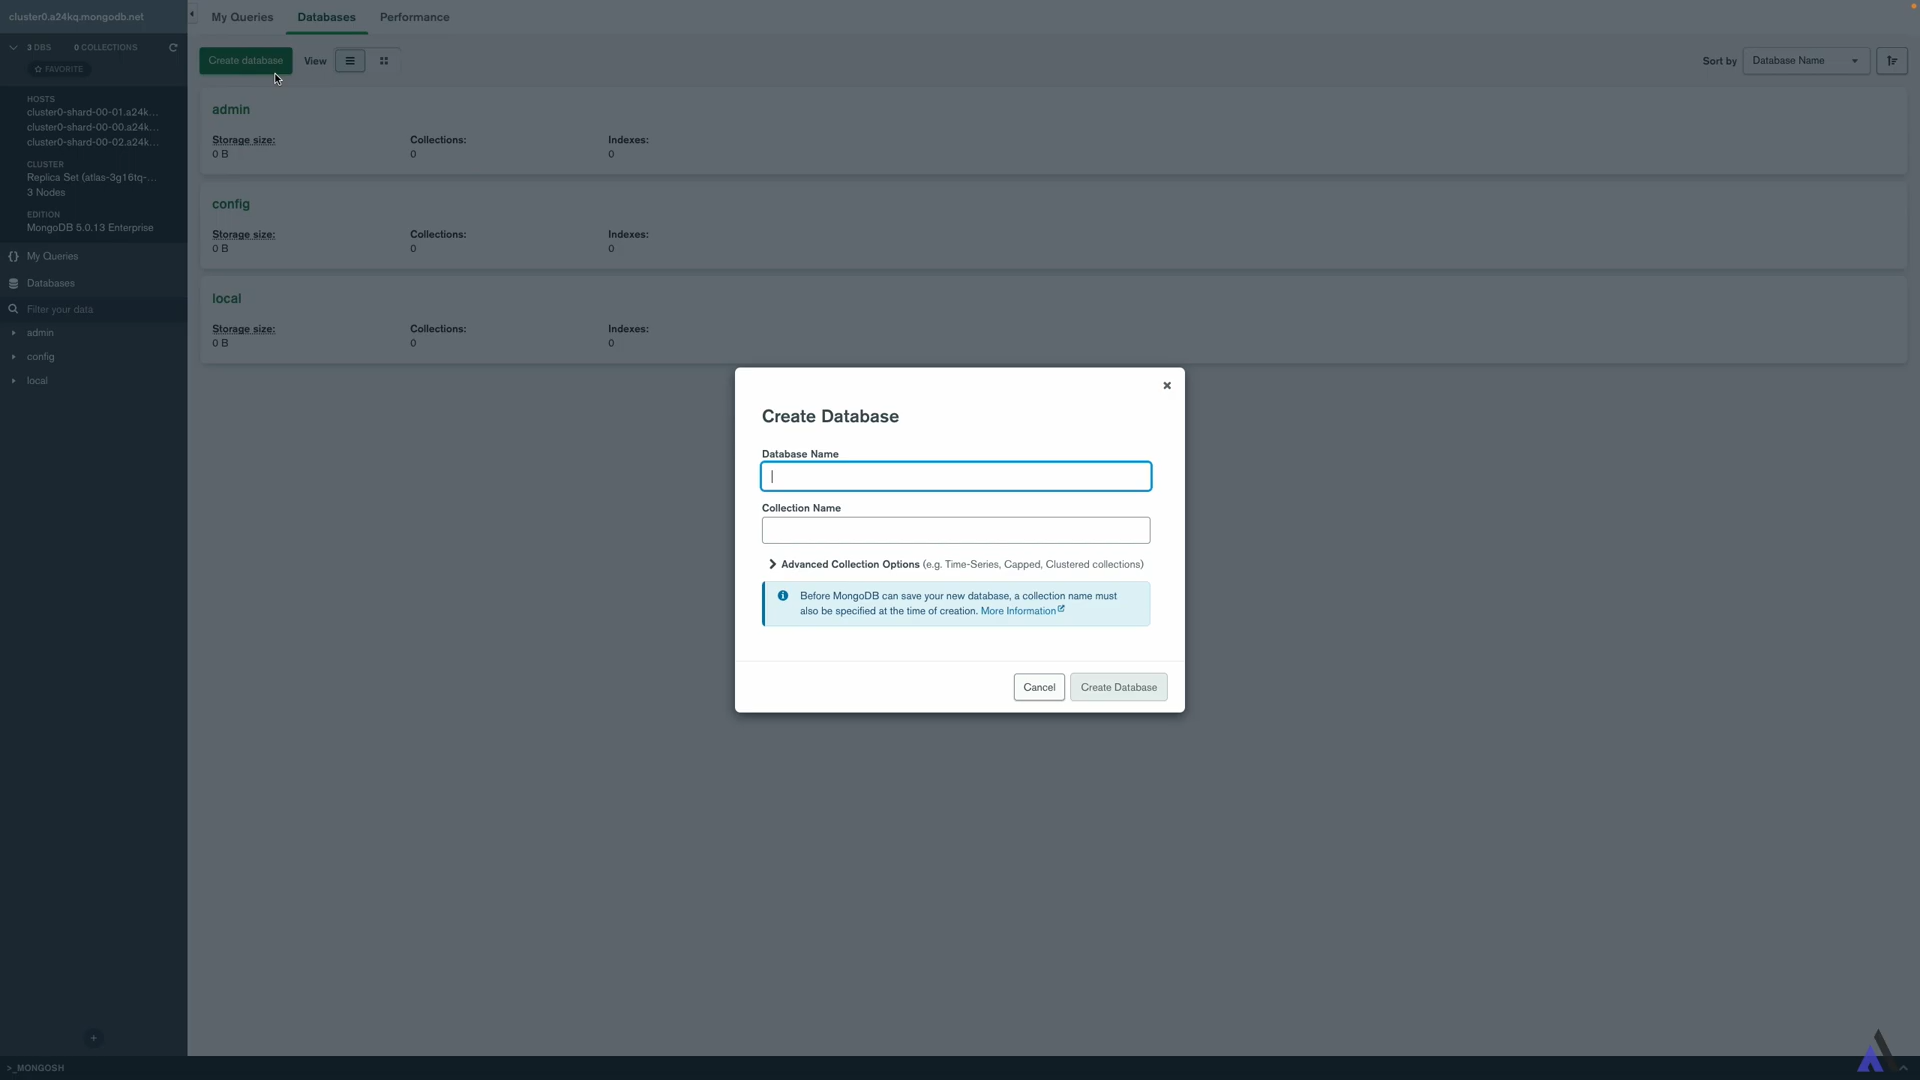 cluster0.a24kq.mongodb.net
3 DBS 0 COLLECTIONS
FAVORITE
HOSTS
cluster0-shard-00-01.a24k...
cluster0-shard-00-00.a24k...
cluster0-shard-00-02.a24k...
CLUSTER
Replica Set (atlas-3g16tq-...
3 Nodes
EDITION
MongoDB 5.0.13 Enterprise
{} My Queries
Databases
Filter your data
admin
config
local
>_MONGOSH
My Queries Databases Performance
Create database View Sort by Database Name
admin
Storage size: Collections: Indexes:
0 B 0 0
config
Storage size: Collections: Indexes:
0 B 0 0
local
Storage size: Collections: Indexes:
0 B 0 0
Create Database
Database Name
Collection Name
Advanced Collection Options (e.g. Time-Series, Capped, Clustered collections)
Before MongoDB can save your new database, a collection name must
also be specified at the time of creation. More Information
Cancel Create Database